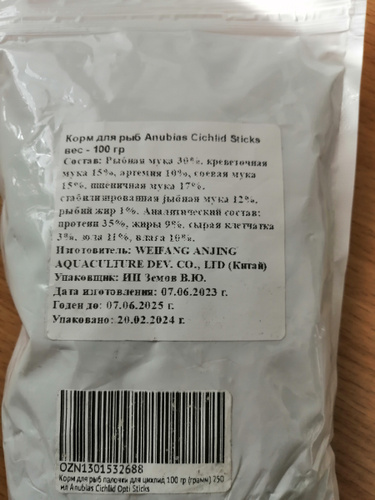 Корм для рыб Anubias Cichlid Sticks
вес - 100 гр
Состав: Рыбная мука 30%, креветочная
мука 15%, артемия 10%, соевая мука
15%, пшеничная мука 17%,
стабилизированная рыбная мука 12%,
рыбий жир 1%. Аналитический состав:
протеин 35%, жиры 9%, сырая клетчатка
3%, зола 11%, влага 10%.
Изготовитель: WEIFANG ANJING
AQUACULTURE DEV. CO., LTD (Китай)
Упаковщик: ИП Земов В.Ю.
Дата изготовления: 07.06.2023 г.
Годен до: 07.06.2025 г.
Упаковано: 20.02.2024 г.
OZN1301532688
Корм для рыб палочки для цихлид 100 гр (грамм) 250
мл Anubias Cichlid Opti Sticks